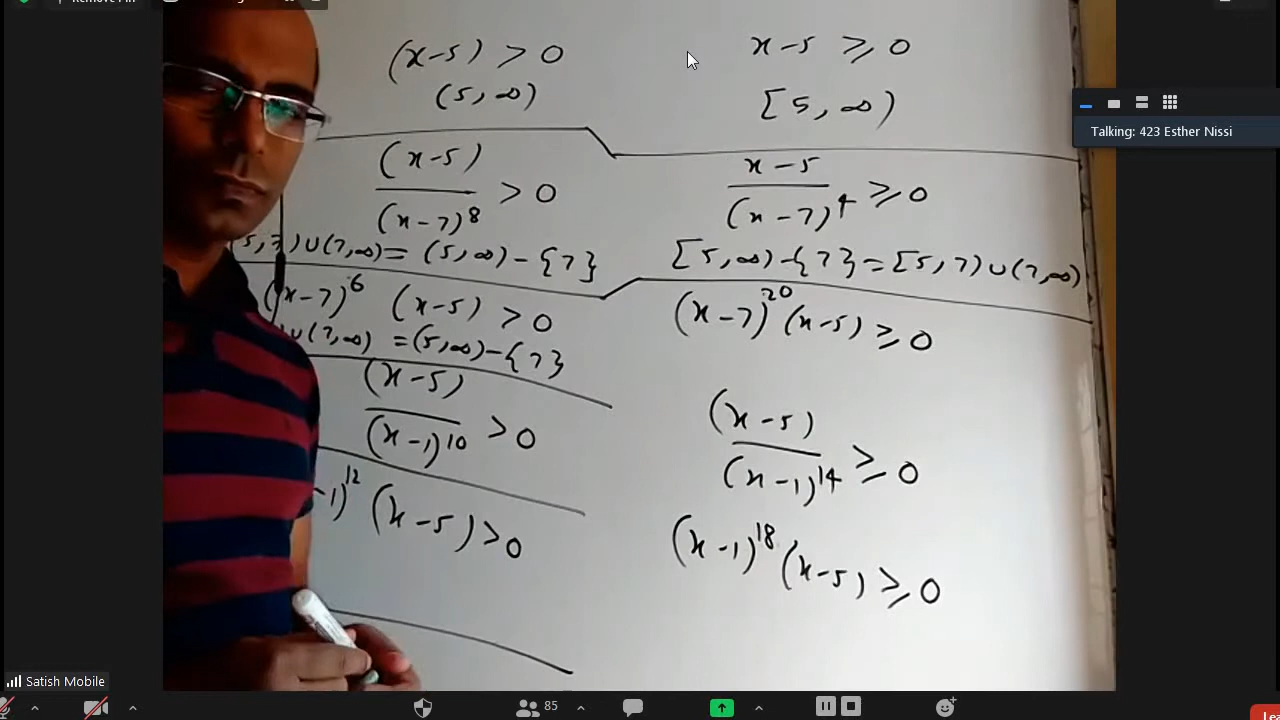 (x-5) > 0
(5, ∞)
x-5 ≥ 0
[5, ∞)
Talking: 423 Esther Nissi
(x-5)
(x-7)^8 > 0
(5,7)∪(7,∞) = (5,∞) - {7}
x-5
(x-7)^4 ≥ 0
[5,∞) - {7} = [5,7)∪(7,∞)
(x-7)^6 (x-5) > 0
∪(7,∞) = (5,∞) - {7}
(x-7)^20 (x-5) ≥ 0
(x-5)
(x-1)^10 > 0
(x-5)
(x-1)^14 ≥ 0
-1)^12 (x-5) > 0
(x-1)^18 (x-5) ≥ 0
Satish Mobile
85